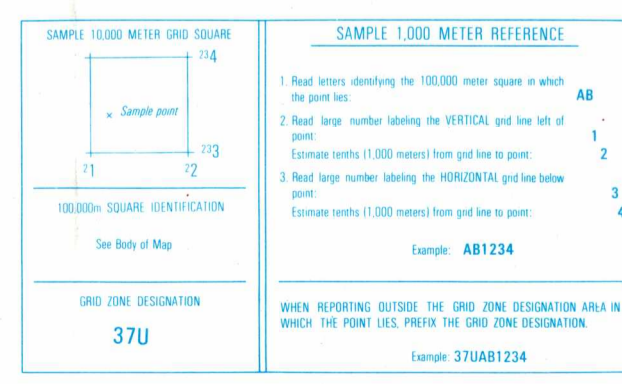 SAMPLE 10,000 METER GRID SQUARE
234
× Sample point
233
21 22
100,000m SQUARE IDENTIFICATION
See Body of Map
GRID ZONE DESIGNATION
37U
SAMPLE 1,000 METER REFERENCE
1. Read letters identifying the 100,000 meter square in which
the point lies: AB
2. Read large number labeling the VERTICAL grid line left of
point: 1
Estimate tenths (1,000 meters) from grid line to point: 2
3. Read large number labeling the HORIZONTAL grid line below
point: 3
Estimate tenths (1,000 meters) from grid line to point: 4
Example: AB1234
WHEN REPORTING OUTSIDE THE GRID ZONE DESIGNATION AREA IN
WHICH THE POINT LIES, PREFIX THE GRID ZONE DESIGNATION.
Example: 37UAB1234